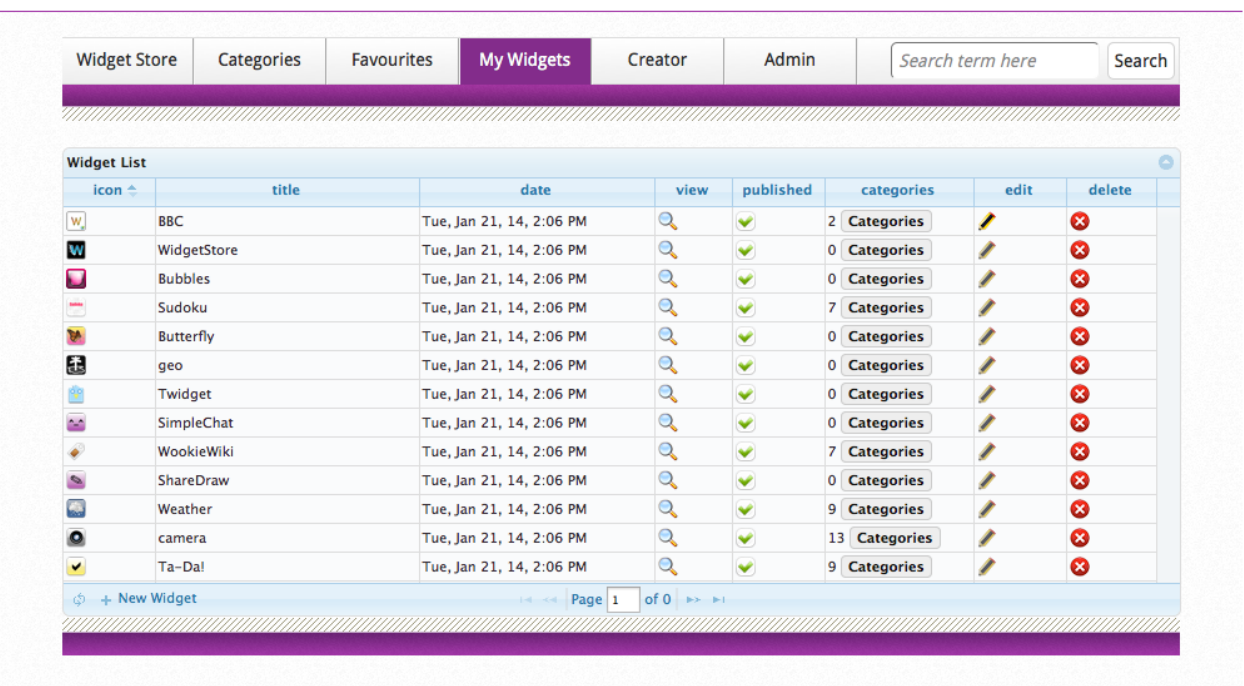 Widget Store Categories Favourites My Widgets Creator Admin Search term here Search
Widget List
icon title date view published categories edit delete
W BBC Tue, Jan 21, 14, 2:06 PM 2 Categories
W WidgetStore Tue, Jan 21, 14, 2:06 PM 0 Categories
Bubbles Tue, Jan 21, 14, 2:06 PM 0 Categories
Sudoku Tue, Jan 21, 14, 2:06 PM 7 Categories
Butterfly Tue, Jan 21, 14, 2:06 PM 0 Categories
geo Tue, Jan 21, 14, 2:06 PM 0 Categories
Twidget Tue, Jan 21, 14, 2:06 PM 0 Categories
SimpleChat Tue, Jan 21, 14, 2:06 PM 0 Categories
WookieWiki Tue, Jan 21, 14, 2:06 PM 7 Categories
ShareDraw Tue, Jan 21, 14, 2:06 PM 0 Categories
Weather Tue, Jan 21, 14, 2:06 PM 9 Categories
camera Tue, Jan 21, 14, 2:06 PM 13 Categories
Ta-Da! Tue, Jan 21, 14, 2:06 PM 9 Categories
+ New Widget Page 1 of 0